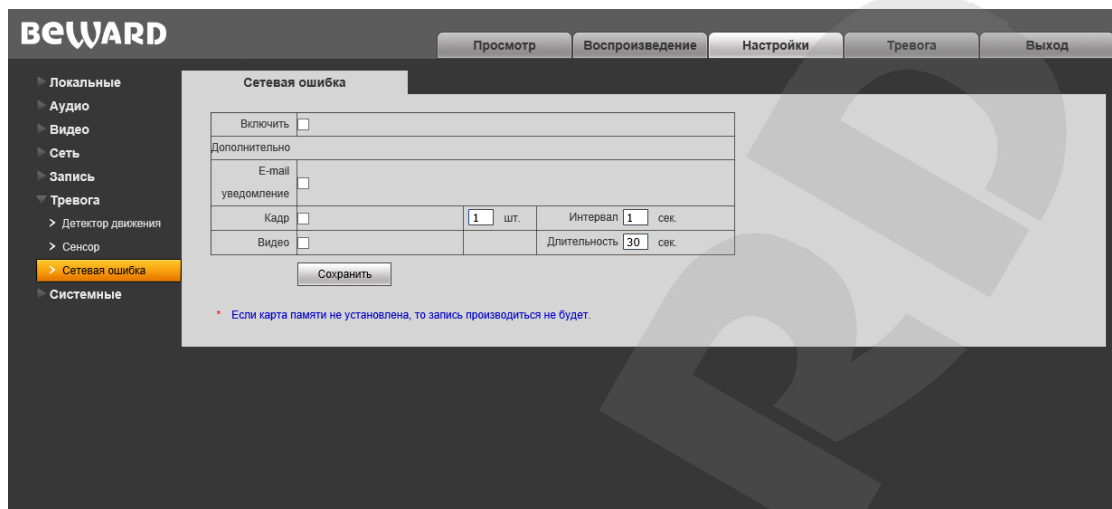 BEWARD
Просмотр Воспроизведение Настройки Тревога Выход
Локальные
Аудио
Видео
Сеть
Запись
Тревога
Детектор движения
Сенсор
Сетевая ошибка
Системные
Сетевая ошибка
Включить
Дополнительно
E-mail
уведомление
Кадр 1 шт. Интервал 1 сек.
Видео Длительность 30 сек.
Сохранить
* Если карта памяти не установлена, то запись производиться не будет.